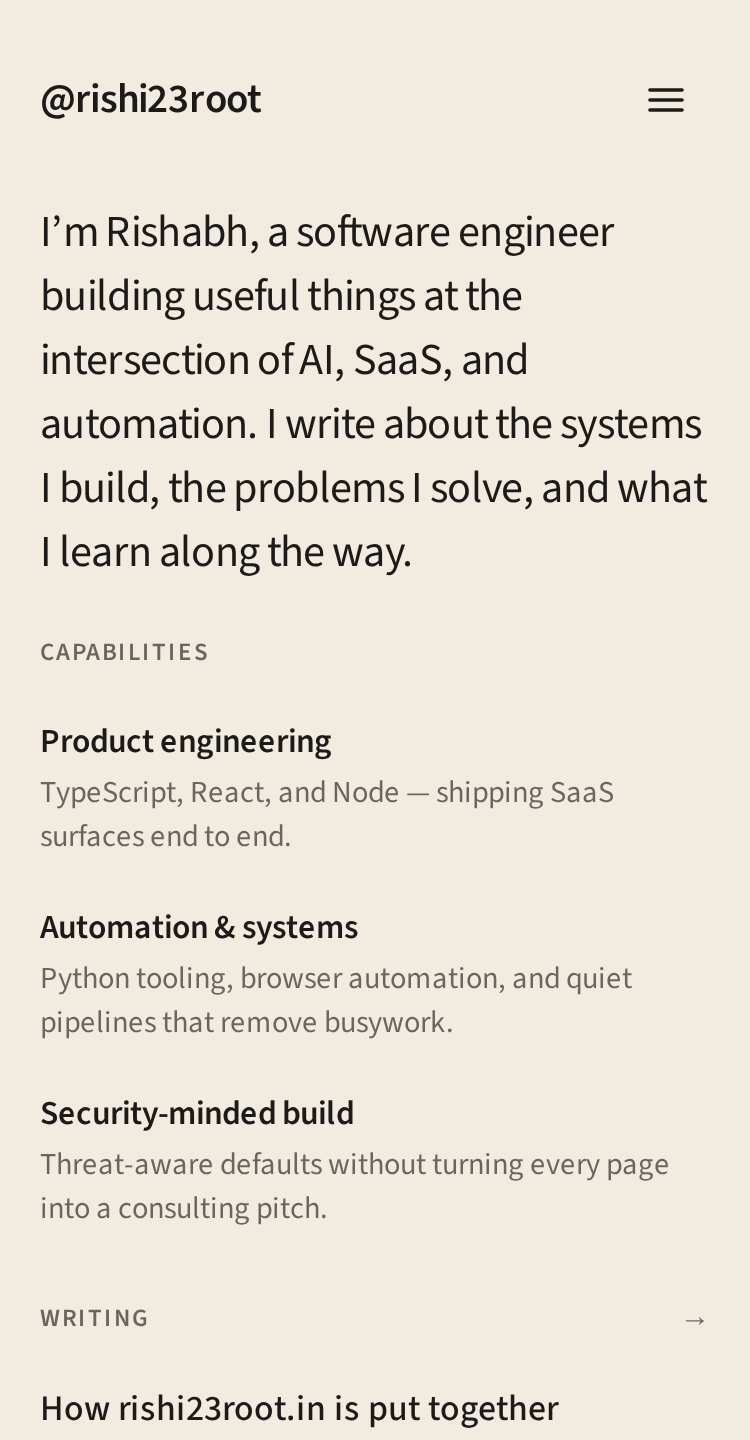 @rishi23root
I’m Rishabh, a software engineer
building useful things at the
intersection of AI, SaaS, and
automation. I write about the systems
I build, the problems I solve, and what
I learn along the way.
CAPABILITIES
Product engineering
TypeScript, React, and Node — shipping SaaS
surfaces end to end.
Automation & systems
Python tooling, browser automation, and quiet
pipelines that remove busywork.
Security-minded build
Threat-aware defaults without turning every page
into a consulting pitch.
WRITING →
How rishi23root.in is put together